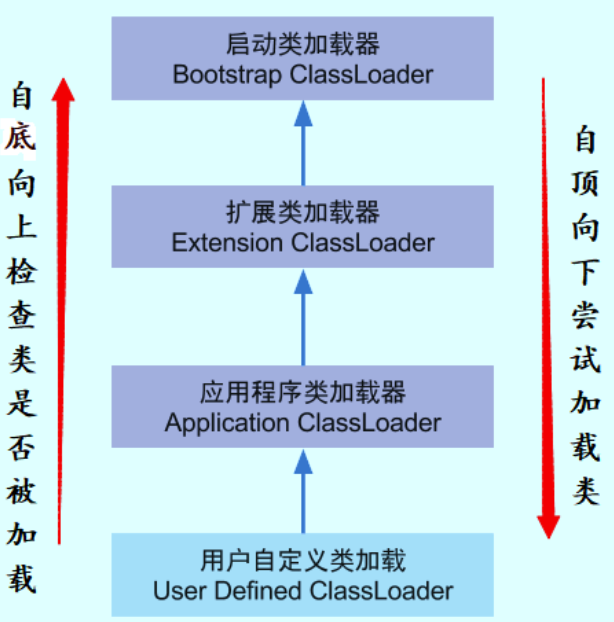 启动类加载器
Bootstrap ClassLoader
自底向上检查类是否被加载
扩展类加载器
Extension ClassLoader
自顶向下尝试加载类
应用程序类加载器
Application ClassLoader
用户自定义类加载
User Defined ClassLoader